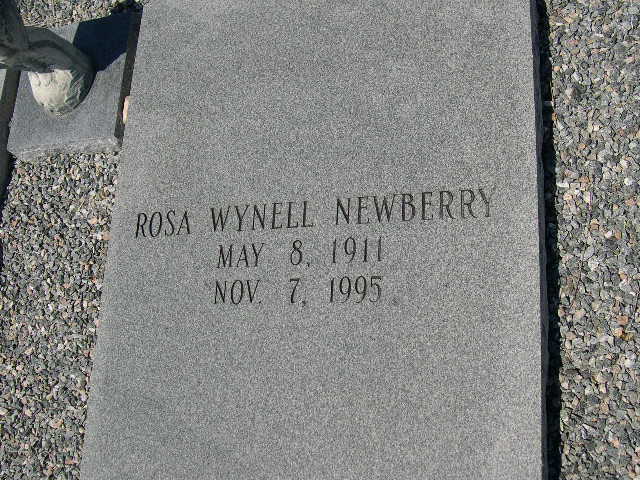 ROSA WYNELL NEWBERRY
MAY 8, 1911
NOV. 7, 1995